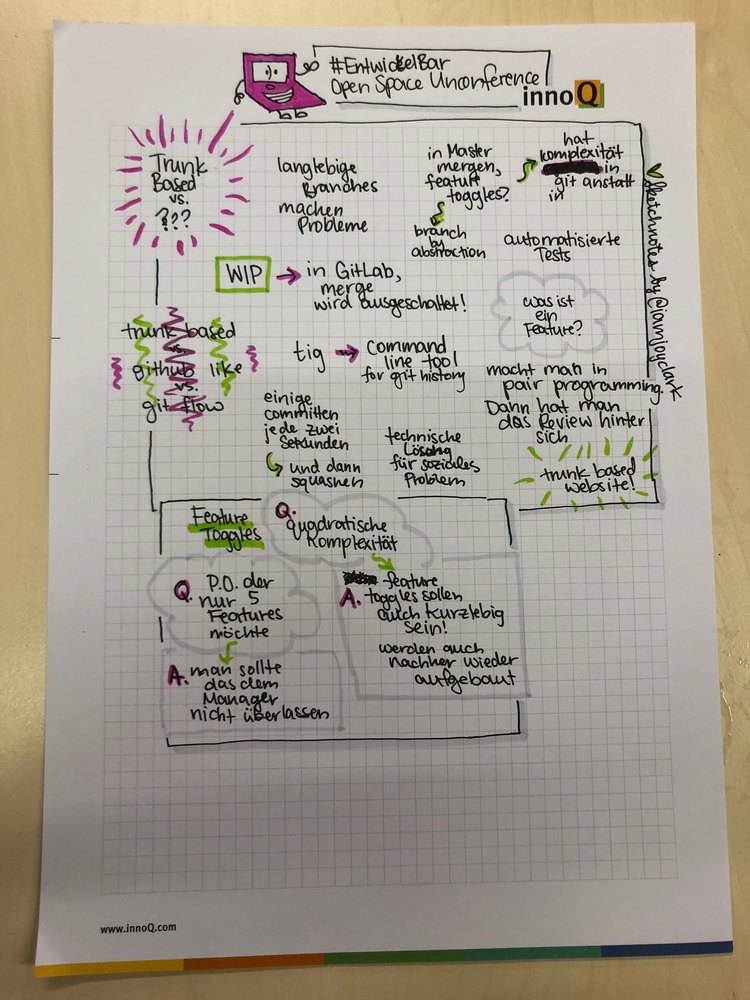 #EntwickelBar
Open Space Unconference
innoQ
Trunk
Based
vs.
???
langlebige
Branches
machen
Probleme
in Master
mergen,
feature
toggles?
branch
by
abstraction
hat
komplexität
in
git anstatt
in
automatisierte
Tests
WIP → in GitLab,
merge
wird ausgeschaltet!
was ist
ein
Feature?
trunk based
vs.
github like
vs.
git flow
tig → command
line tool
for git history
macht man in
pair programming.
Dann hat man
das Review hinter
sich
einige
committen
jede zwei
Sekunden
und dann
squashen
technische
Lösung
für soziales
Problem
trunk based
website!
Sketchnotes by @iamjoyclark
Feature
Toggles
Q.
quadratische
Komplexität
feature
A. toggles sollen
auch kurzlebig
sein!
werden auch
nachher wieder
aufgebaut
Q. P.O. der
nur 5
Features
möchte
A. man sollte
das dem
Manager
nicht überlassen
www.innoQ.com